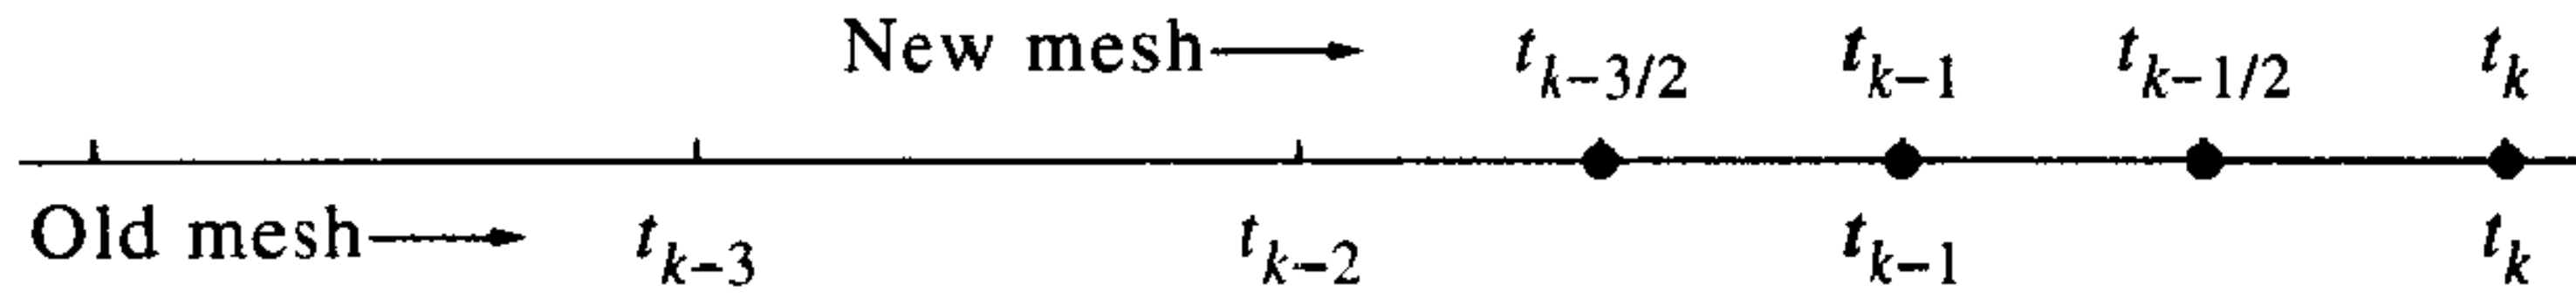 New mesh → t_{k-3/2} t_{k-1} t_{k-1/2} t_k
Old mesh → t_{k-3} t_{k-2} t_{k-1} t_k